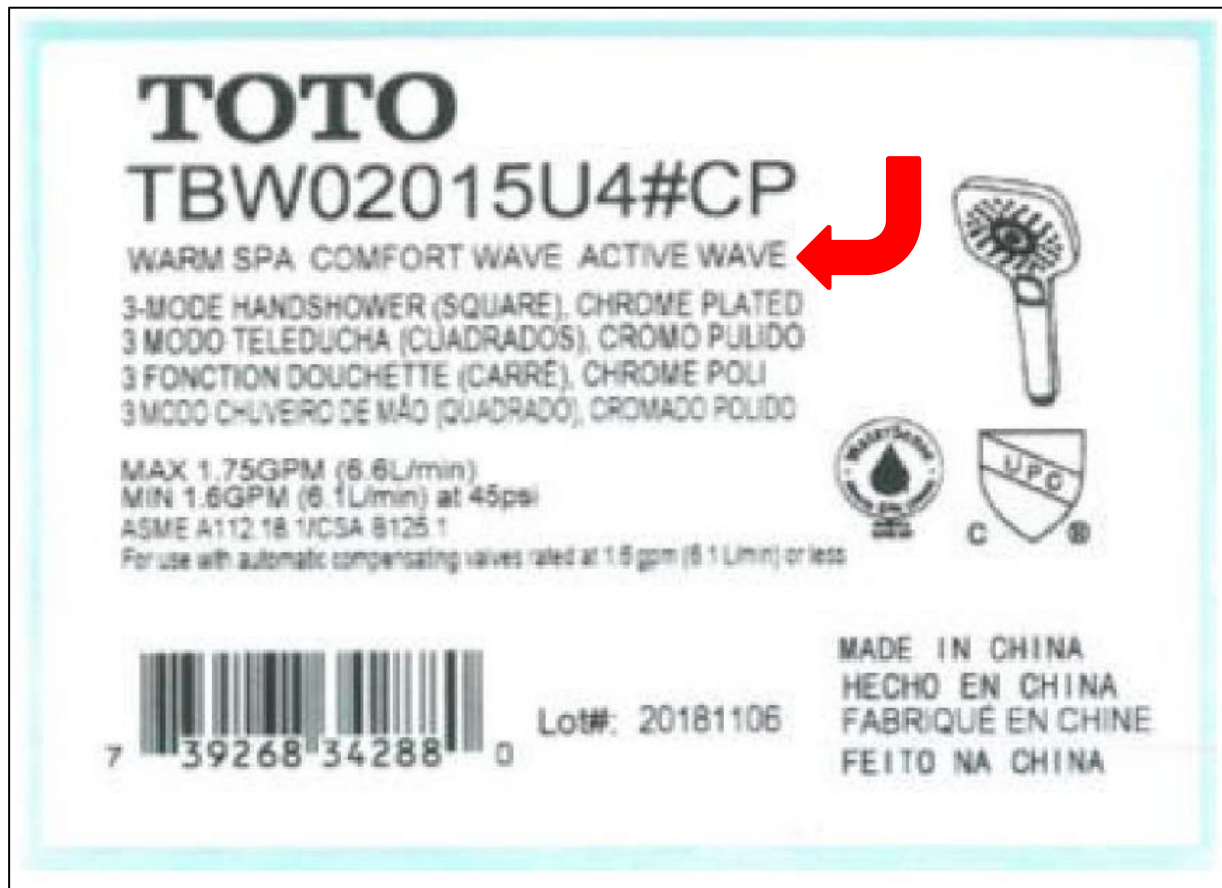 TOTO
TBW02015U4#CP
WARM SPA COMFORT WAVE ACTIVE WAVE
3-MODE HANDSHOWER (SQUARE), CHROME PLATED
3 MODO TELEDUCHA (CUADRADOS), CROMO PULIDO
3 FONCTION DOUCHETTE (CARRÉ), CHROME POLI
3 MODO CHUVEIRO DE MÃO (QUADRADO), CROMADO POLIDO
MAX 1.75GPM (6.6L/min)
MIN 1.6GPM (6.1L/min) at 45psi
ASME A112.18.1/CSA B125.1
For use with automatic compensating valves rated at 1.6 gpm (6.1 L/min) or less
WaterSense
UPC
C ®
7 39268 34288 0
Lot#: 20181106
MADE IN CHINA
HECHO EN CHINA
FABRIQUÉ EN CHINE
FEITO NA CHINA